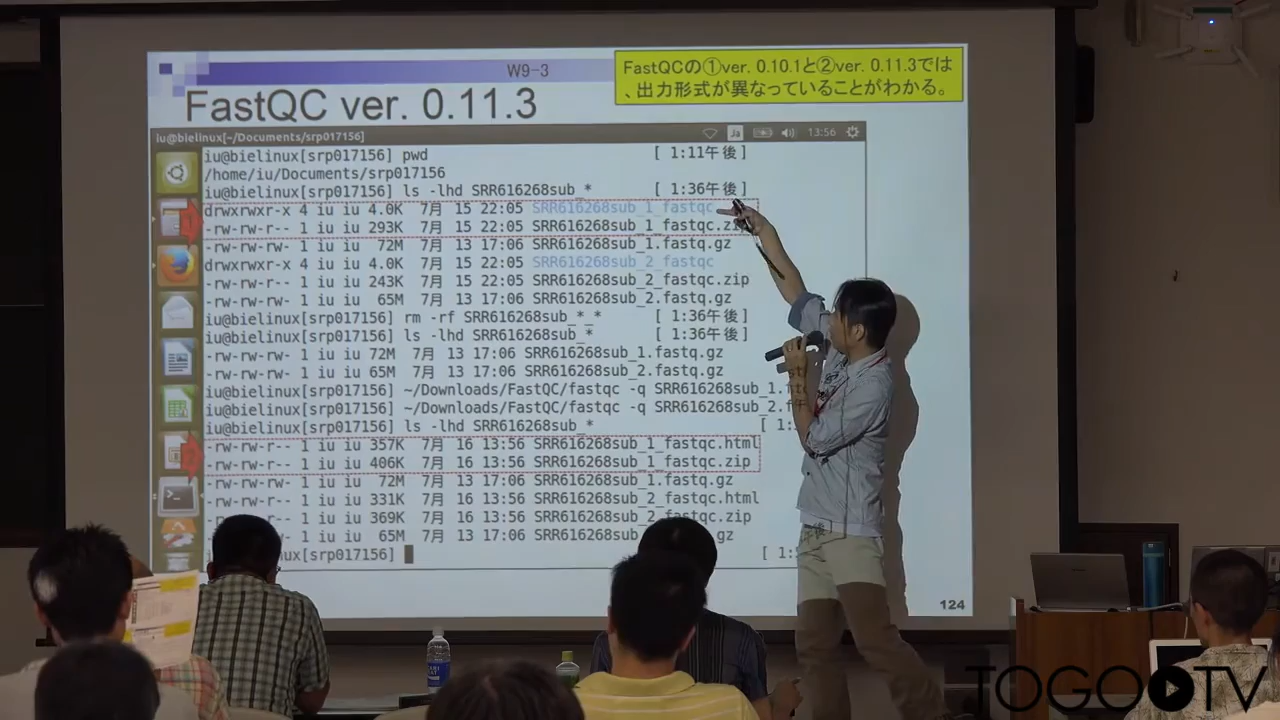 W9-3
FastQCの①ver. 0.10.1と②ver. 0.11.3では
、出力形式が異なっていることがわかる。
FastQC ver. 0.11.3
iu@bielinux[~/Documents/srp017156]
Ja
13:56
iu@bielinux[srp017156] pwd [ 1:11午後]
/home/iu/Documents/srp017156
iu@bielinux[srp017156] ls -lhd SRR616268sub_* [ 1:36午後]
drwxrwxr-x 4 iu iu 4.0K 7月 15 22:05 SRR616268sub_1_fastqc
-rw-rw-r-- 1 iu iu 293K 7月 15 22:05 SRR616268sub_1_fastqc.zip
-rw-rw-rw- 1 iu iu 72M 7月 13 17:06 SRR616268sub_1.fastq.gz
drwxrwxr-x 4 iu iu 4.0K 7月 15 22:05 SRR616268sub_2_fastqc
-rw-rw-r-- 1 iu iu 243K 7月 15 22:05 SRR616268sub_2_fastqc.zip
-rw-rw-rw- 1 iu iu 65M 7月 13 17:06 SRR616268sub_2.fastq.gz
iu@bielinux[srp017156] rm -rf SRR616268sub_*_* [ 1:36午後]
iu@bielinux[srp017156] ls -lhd SRR616268sub_* [ 1:36午後]
-rw-rw-rw- 1 iu iu 72M 7月 13 17:06 SRR616268sub_1.fastq.gz
-rw-rw-rw- 1 iu iu 65M 7月 13 17:06 SRR616268sub_2.fastq.gz
iu@bielinux[srp017156] ~/Downloads/FastQC/fastqc -q SRR616268sub_1.f
iu@bielinux[srp017156] ~/Downloads/FastQC/fastqc -q SRR616268sub_2.f
iu@bielinux[srp017156] ls -lhd SRR616268sub_* [ 1:
-rw-rw-r-- 1 iu iu 357K 7月 16 13:56 SRR616268sub_1_fastqc.html
-rw-rw-r-- 1 iu iu 406K 7月 16 13:56 SRR616268sub_1_fastqc.zip
-rw-rw-rw- 1 iu iu 72M 7月 13 17:06 SRR616268sub_1.fastq.gz
-rw-rw-r-- 1 iu iu 331K 7月 16 13:56 SRR616268sub_2_fastqc.html
-rw-rw-r-- 1 iu iu 369K 7月 16 13:56 SRR616268sub_2_fastqc.zip
-rw-rw-rw- 1 iu iu 65M 7月 13 17:06 SRR616268sub_2.fastq.gz
iu@bielinux[srp017156] [ 1:
124
TOGO TV